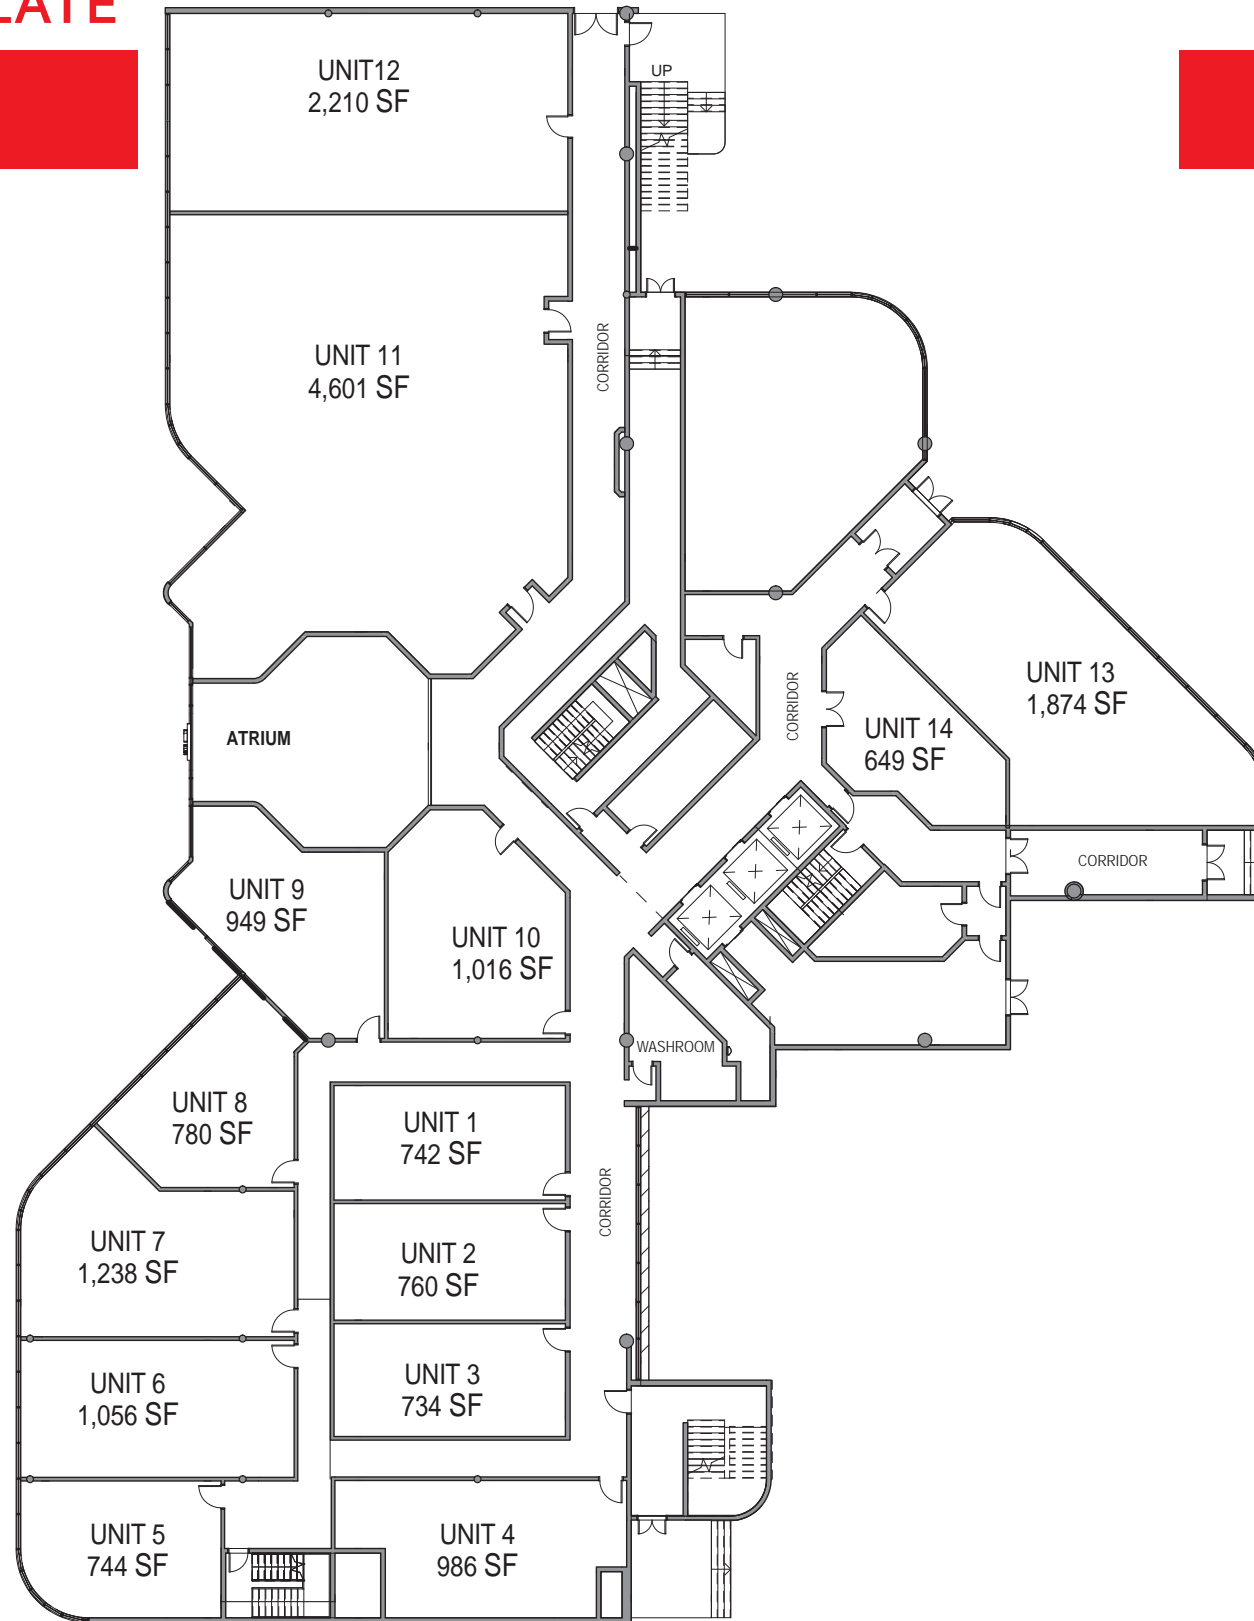 LATE
UNIT12
2,210 SF
UP
UNIT 11
4,601 SF
CORRIDOR
UNIT 13
1,874 SF
CORRIDOR
UNIT 14
649 SF
ATRIUM
CORRIDOR
UNIT 9
949 SF
UNIT 10
1,016 SF
WASHROOM
UNIT 8
780 SF
UNIT 1
742 SF
CORRIDOR
UNIT 7
1,238 SF
UNIT 2
760 SF
UNIT 6
1,056 SF
UNIT 3
734 SF
UNIT 5
744 SF
UNIT 4
986 SF